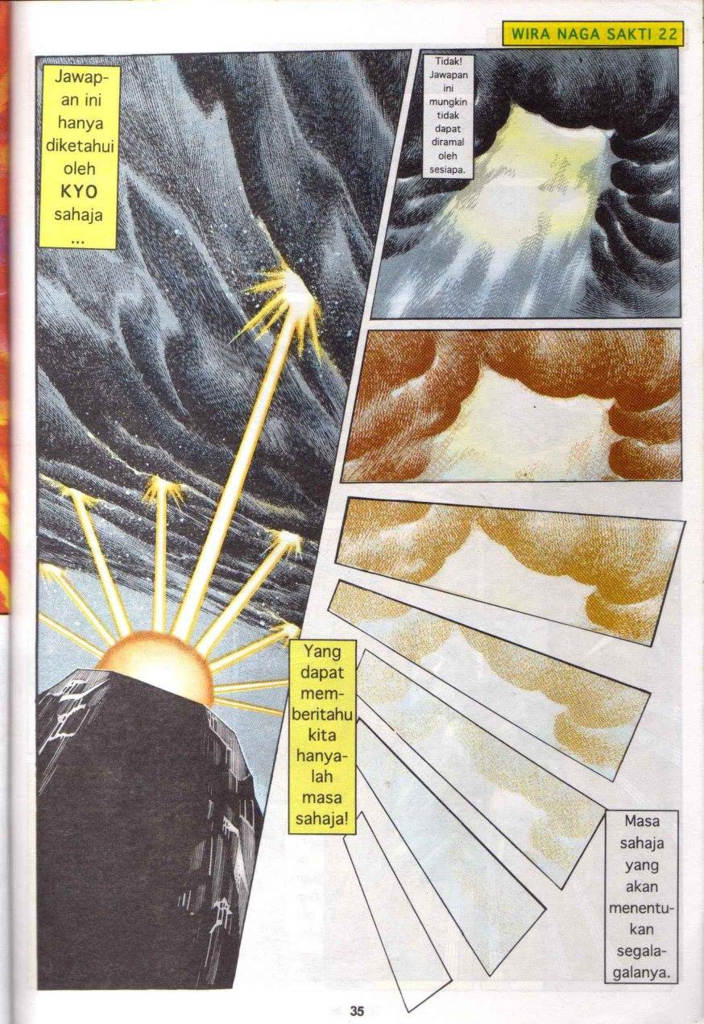 WIRA NAGA SAKTI 22
Jawap-
an ini
hanya
diketahui
oleh
KYO
sahaja
...
Tidak!
Jawapan
ini
mungkin
tidak
dapat
diramal
oleh
sesiapa.
Yang
dapat
mem-
beritahu
kita
hanya-
lah
masa
sahaja!
Masa
sahaja
yang
akan
menentu-
kan
segala-
galanya.
35